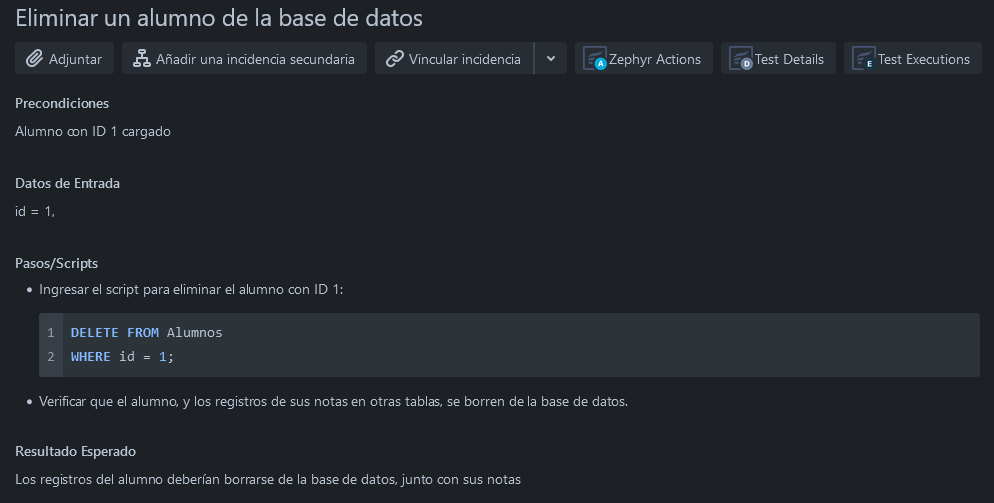 Eliminar un alumno de la base de datos
Adjuntar Añadir una incidencia secundaria Vincular incidencia A Zephyr Actions D Test Details E Test Executions
Precondiciones
Alumno con ID 1 cargado
Datos de Entrada
id = 1,
Pasos/Scripts
• Ingresar el script para eliminar el alumno con ID 1:
1 DELETE FROM Alumnos
2 WHERE id = 1;
• Verificar que el alumno, y los registros de sus notas en otras tablas, se borren de la base de datos.
Resultado Esperado
Los registros del alumno deberían borrarse de la base de datos, junto con sus notas